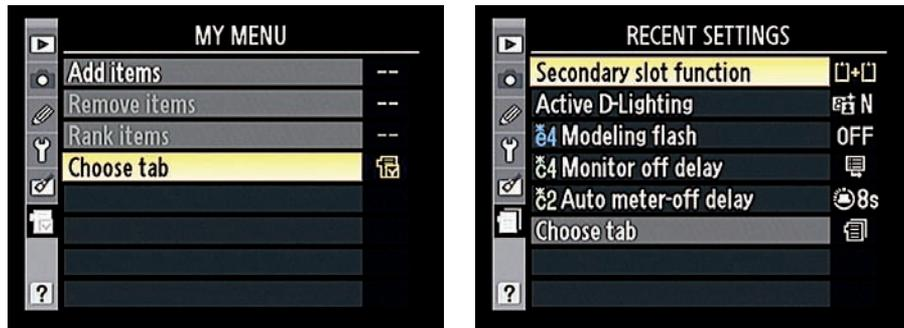 MY MENU
Add items --
Remove items --
Rank items --
Choose tab
?
RECENT SETTINGS
Secondary slot function
Active D-Lighting N
e4 Modeling flash OFF
c4 Monitor off delay
c2 Auto meter-off delay 8s
Choose tab
?